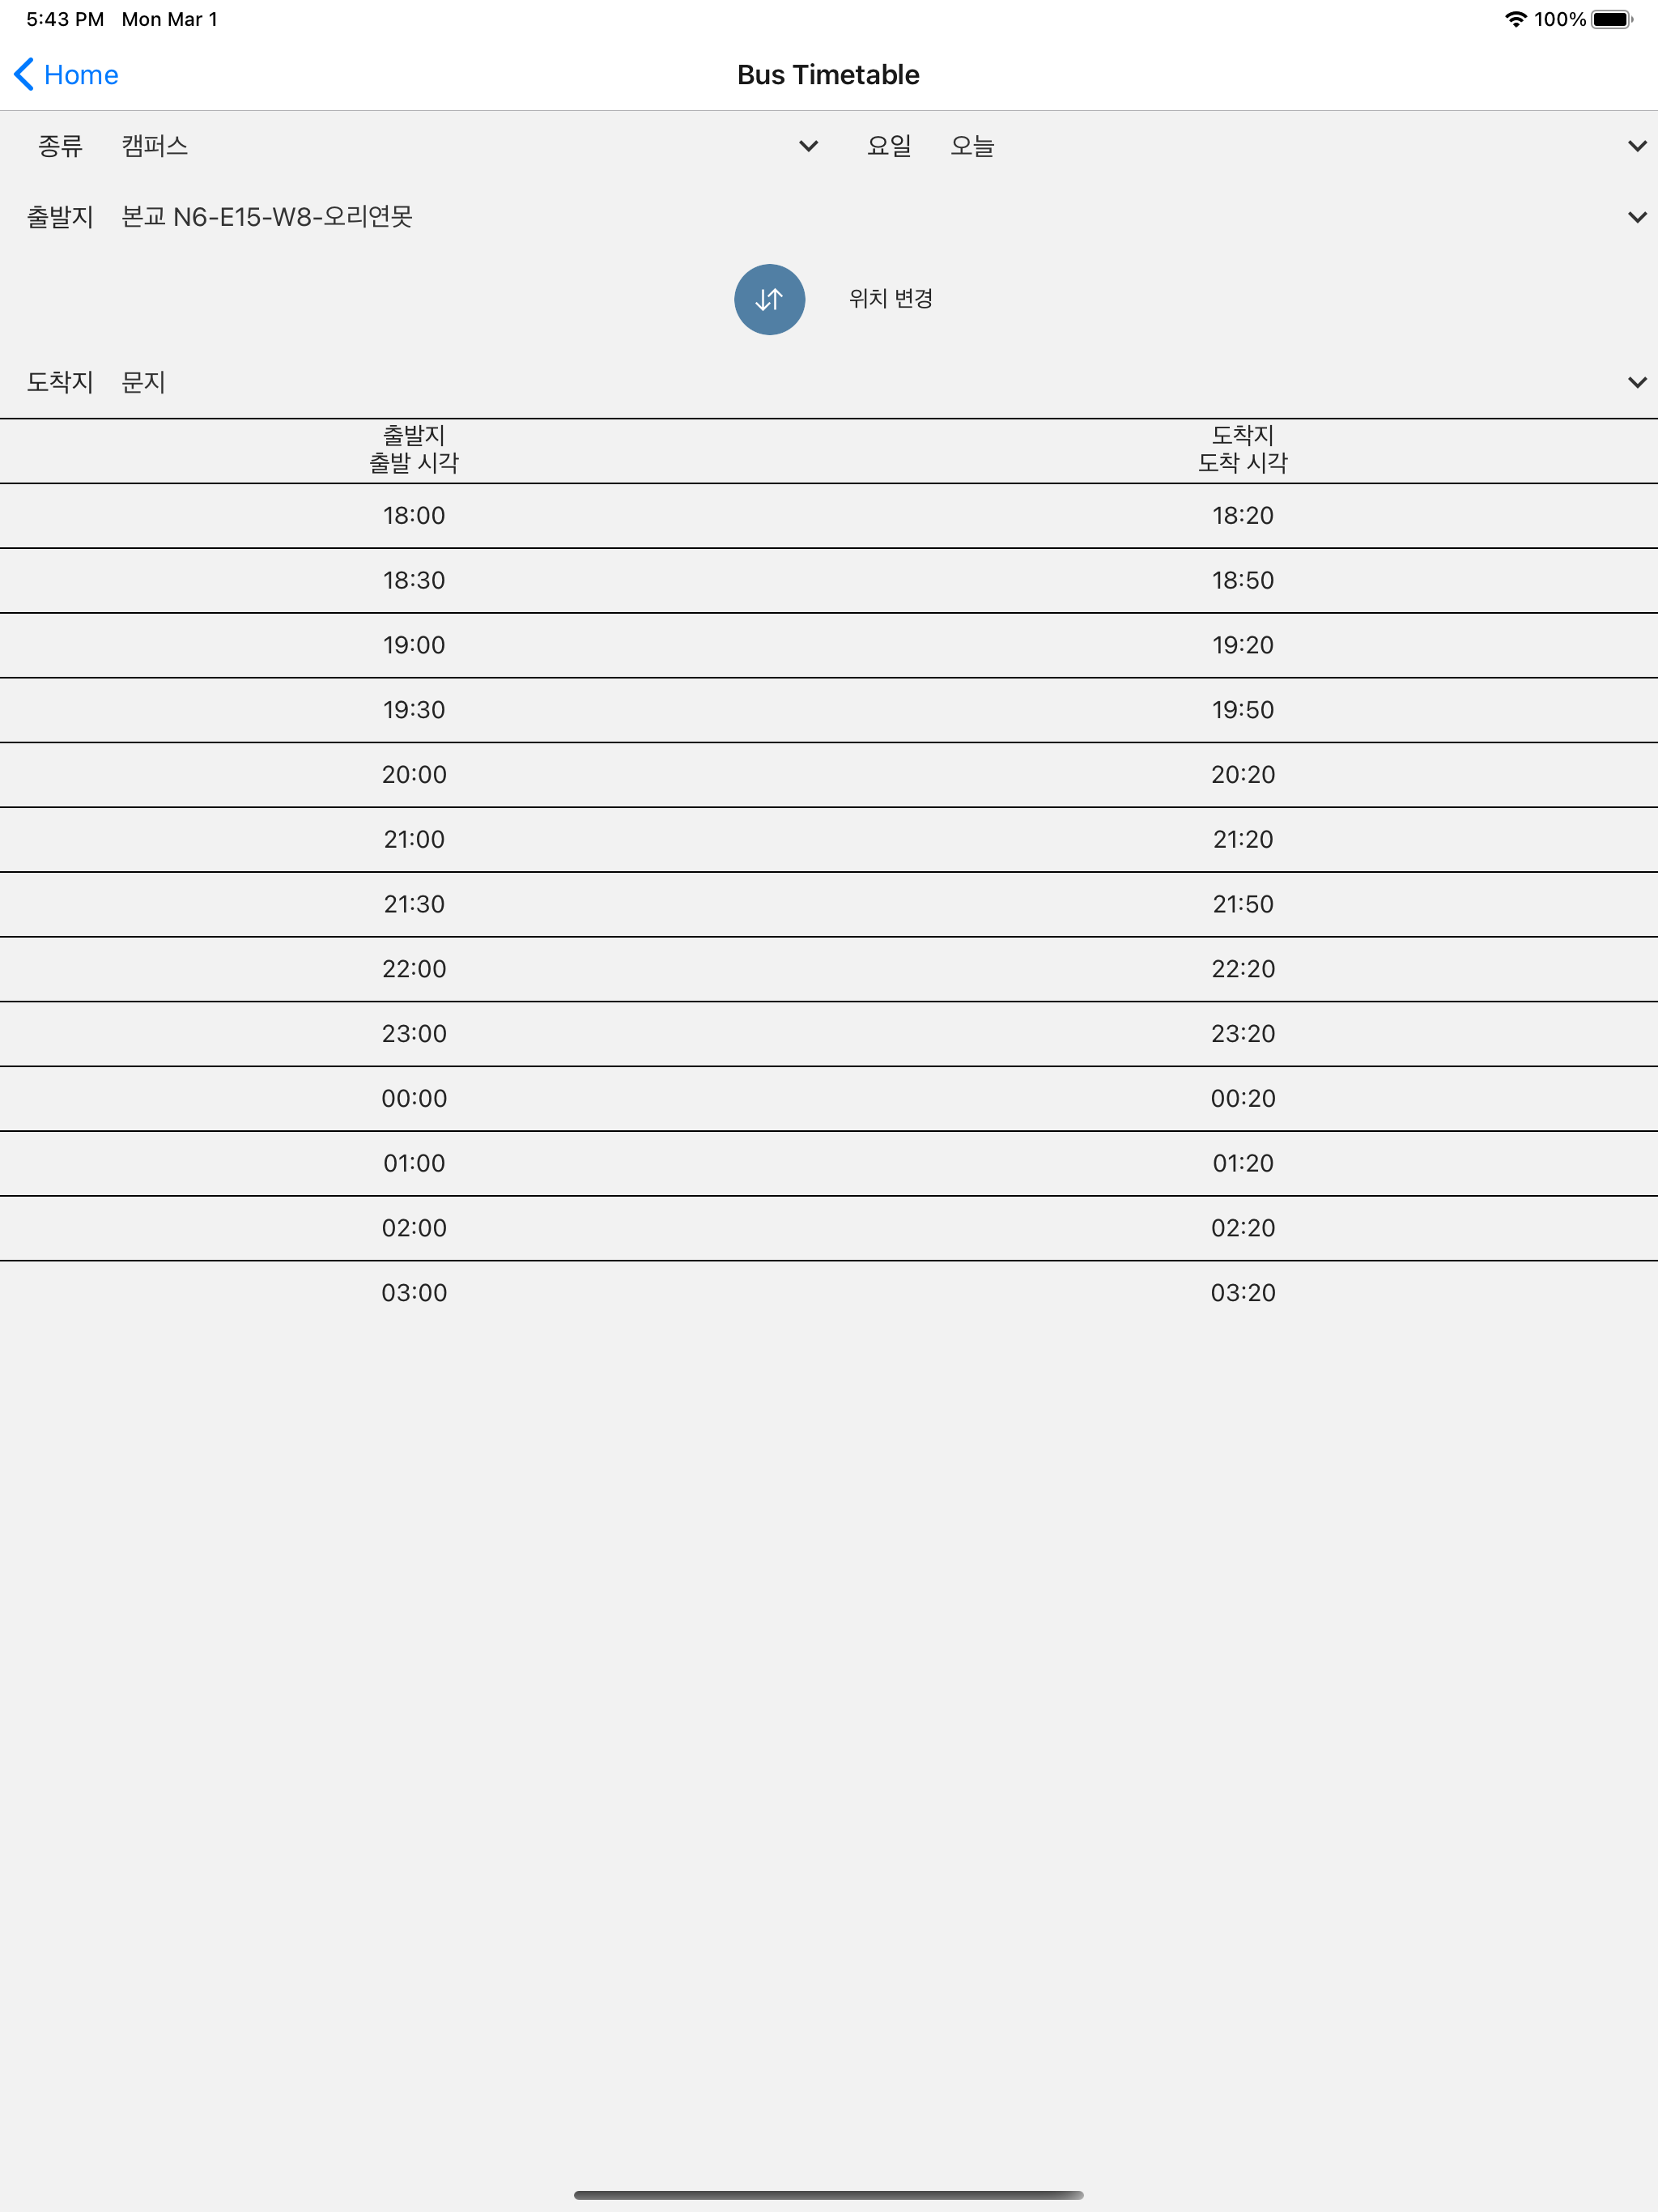 5:43 PM Mon Mar 1 100%
Home Bus Timetable
종류 캠퍼스 요일 오늘
출발지 본교 N6-E15-W8-오리연못
위치 변경
도착지 문지
출발지 도착지
출발 시각 도착 시각
18:00 18:20
18:30 18:50
19:00 19:20
19:30 19:50
20:00 20:20
21:00 21:20
21:30 21:50
22:00 22:20
23:00 23:20
00:00 00:20
01:00 01:20
02:00 02:20
03:00 03:20